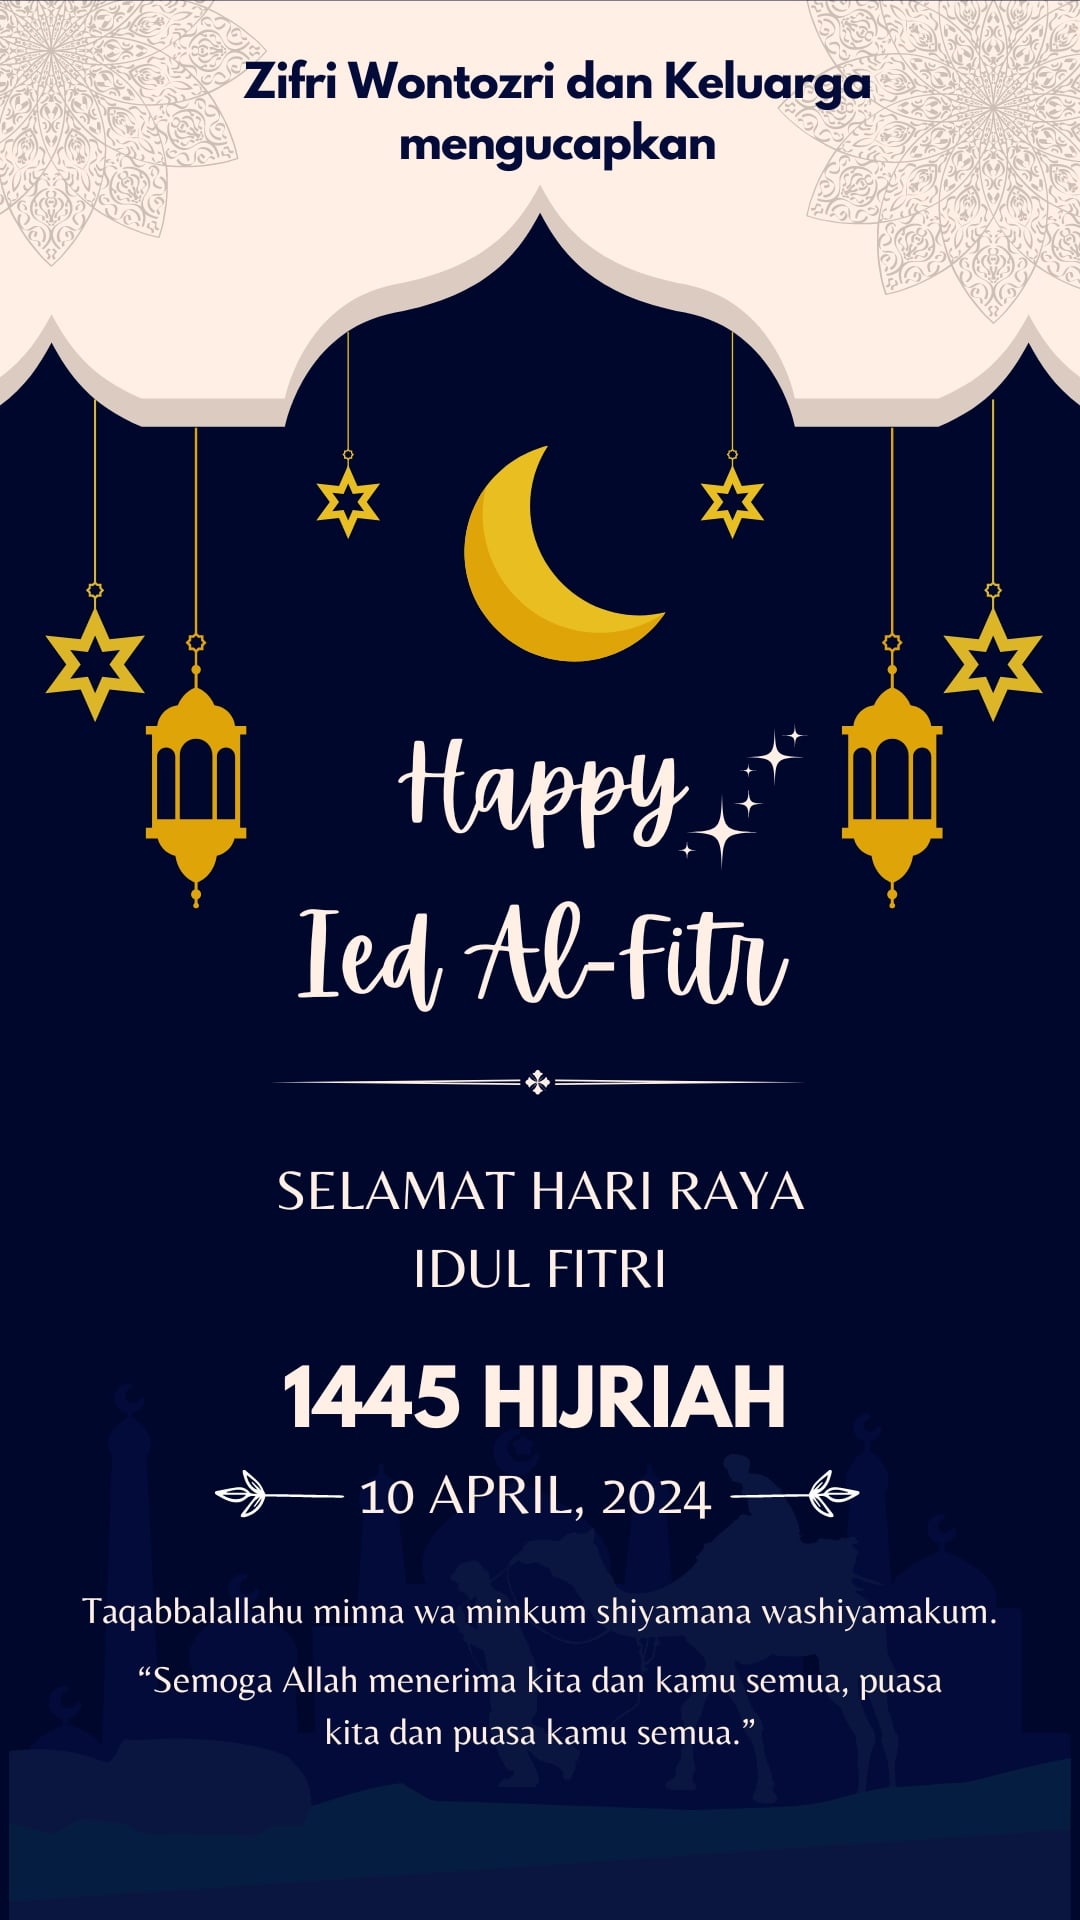 Zifri Wontozri dan Keluarga
mengucapkan
Happy
Ied Al-Fitr
SELAMAT HARI RAYA
IDUL FITRI
1445 HIJRIAH
10 APRIL, 2024
Taqabbalallahu minna wa minkum shiyamana washiyamakum.
“Semoga Allah menerima kita dan kamu semua, puasa
kita dan puasa kamu semua.”